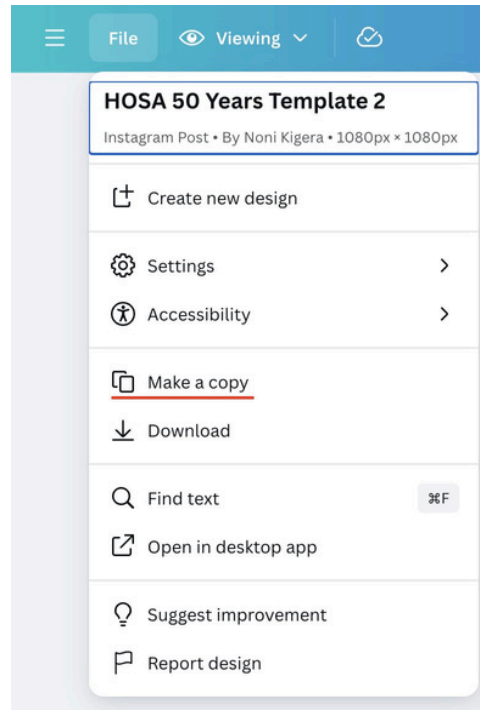 File Viewing
HOSA 50 Years Template 2
Instagram Post • By Noni Kigera • 1080px × 1080px
Create new design
Settings
Accessibility
Make a copy
Download
Find text ⌘F
Open in desktop app
Suggest improvement
Report design